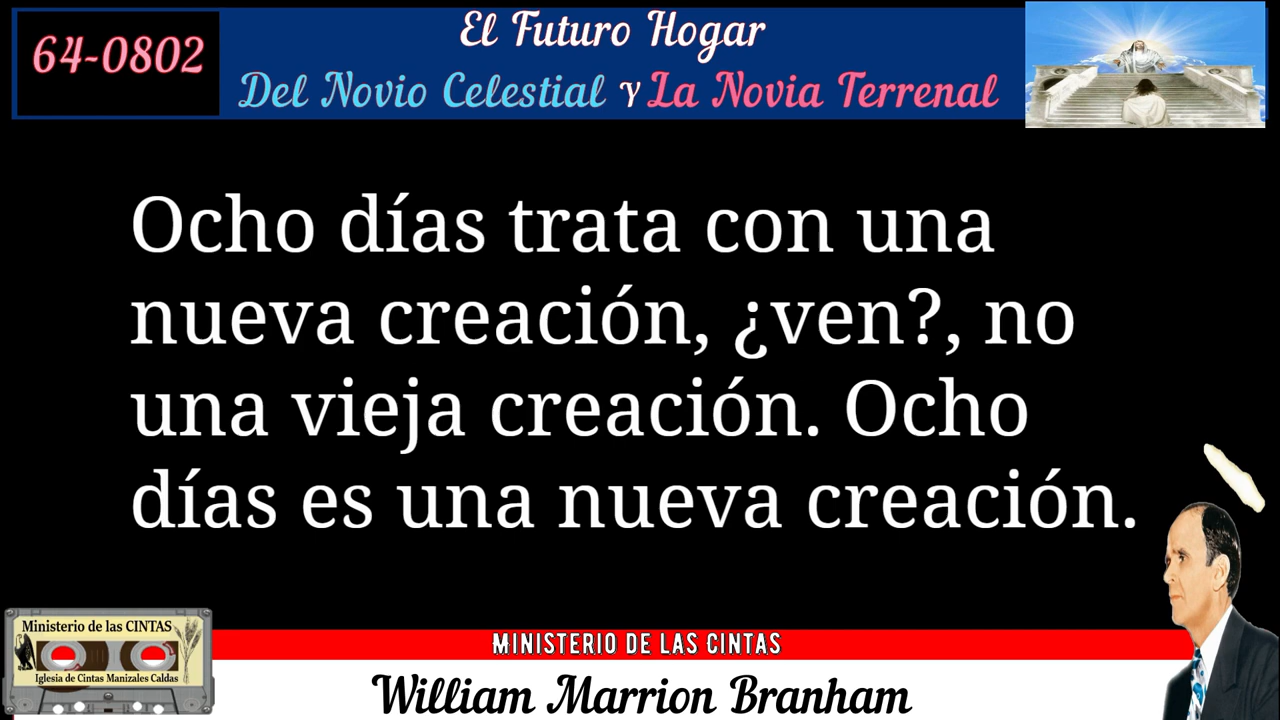 64-0802
El Futuro Hogar
Del Novio Celestial Y La Novia Terrenal
Ocho días trata con una
nueva creación, ¿ven?, no
una vieja creación. Ocho
días es una nueva creación.
Ministerio de las CINTAS
Iglesia de Cintas Manizales Caldas
MINISTERIO DE LAS CINTAS
William Marrion Branham